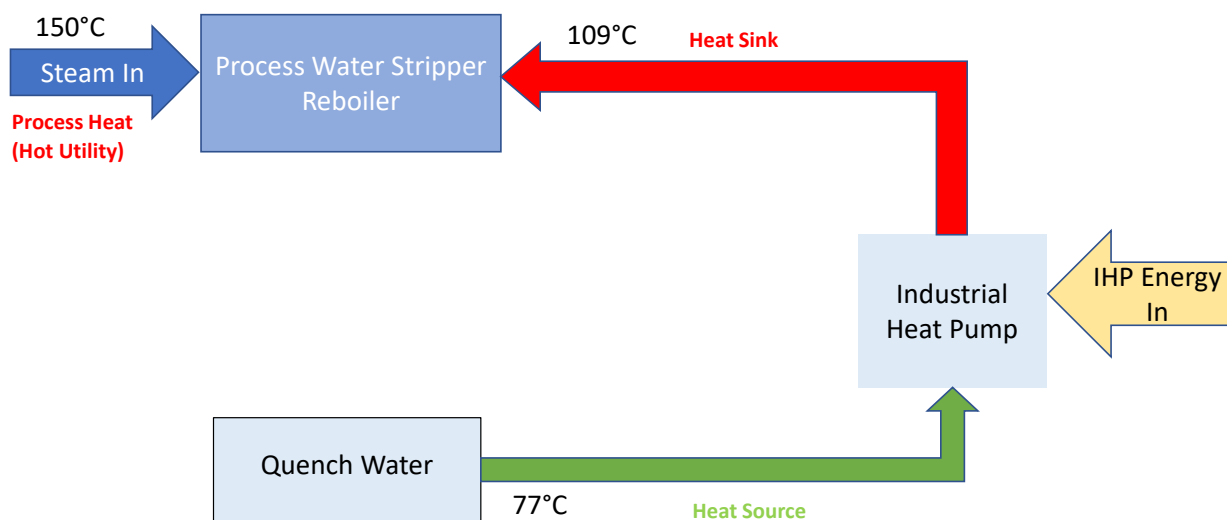 150°C
Steam In
Process Heat
(Hot Utility)
Process Water Stripper
Reboiler
109°C
Heat Sink
Industrial
Heat Pump
IHP Energy
In
Quench Water
77°C
Heat Source